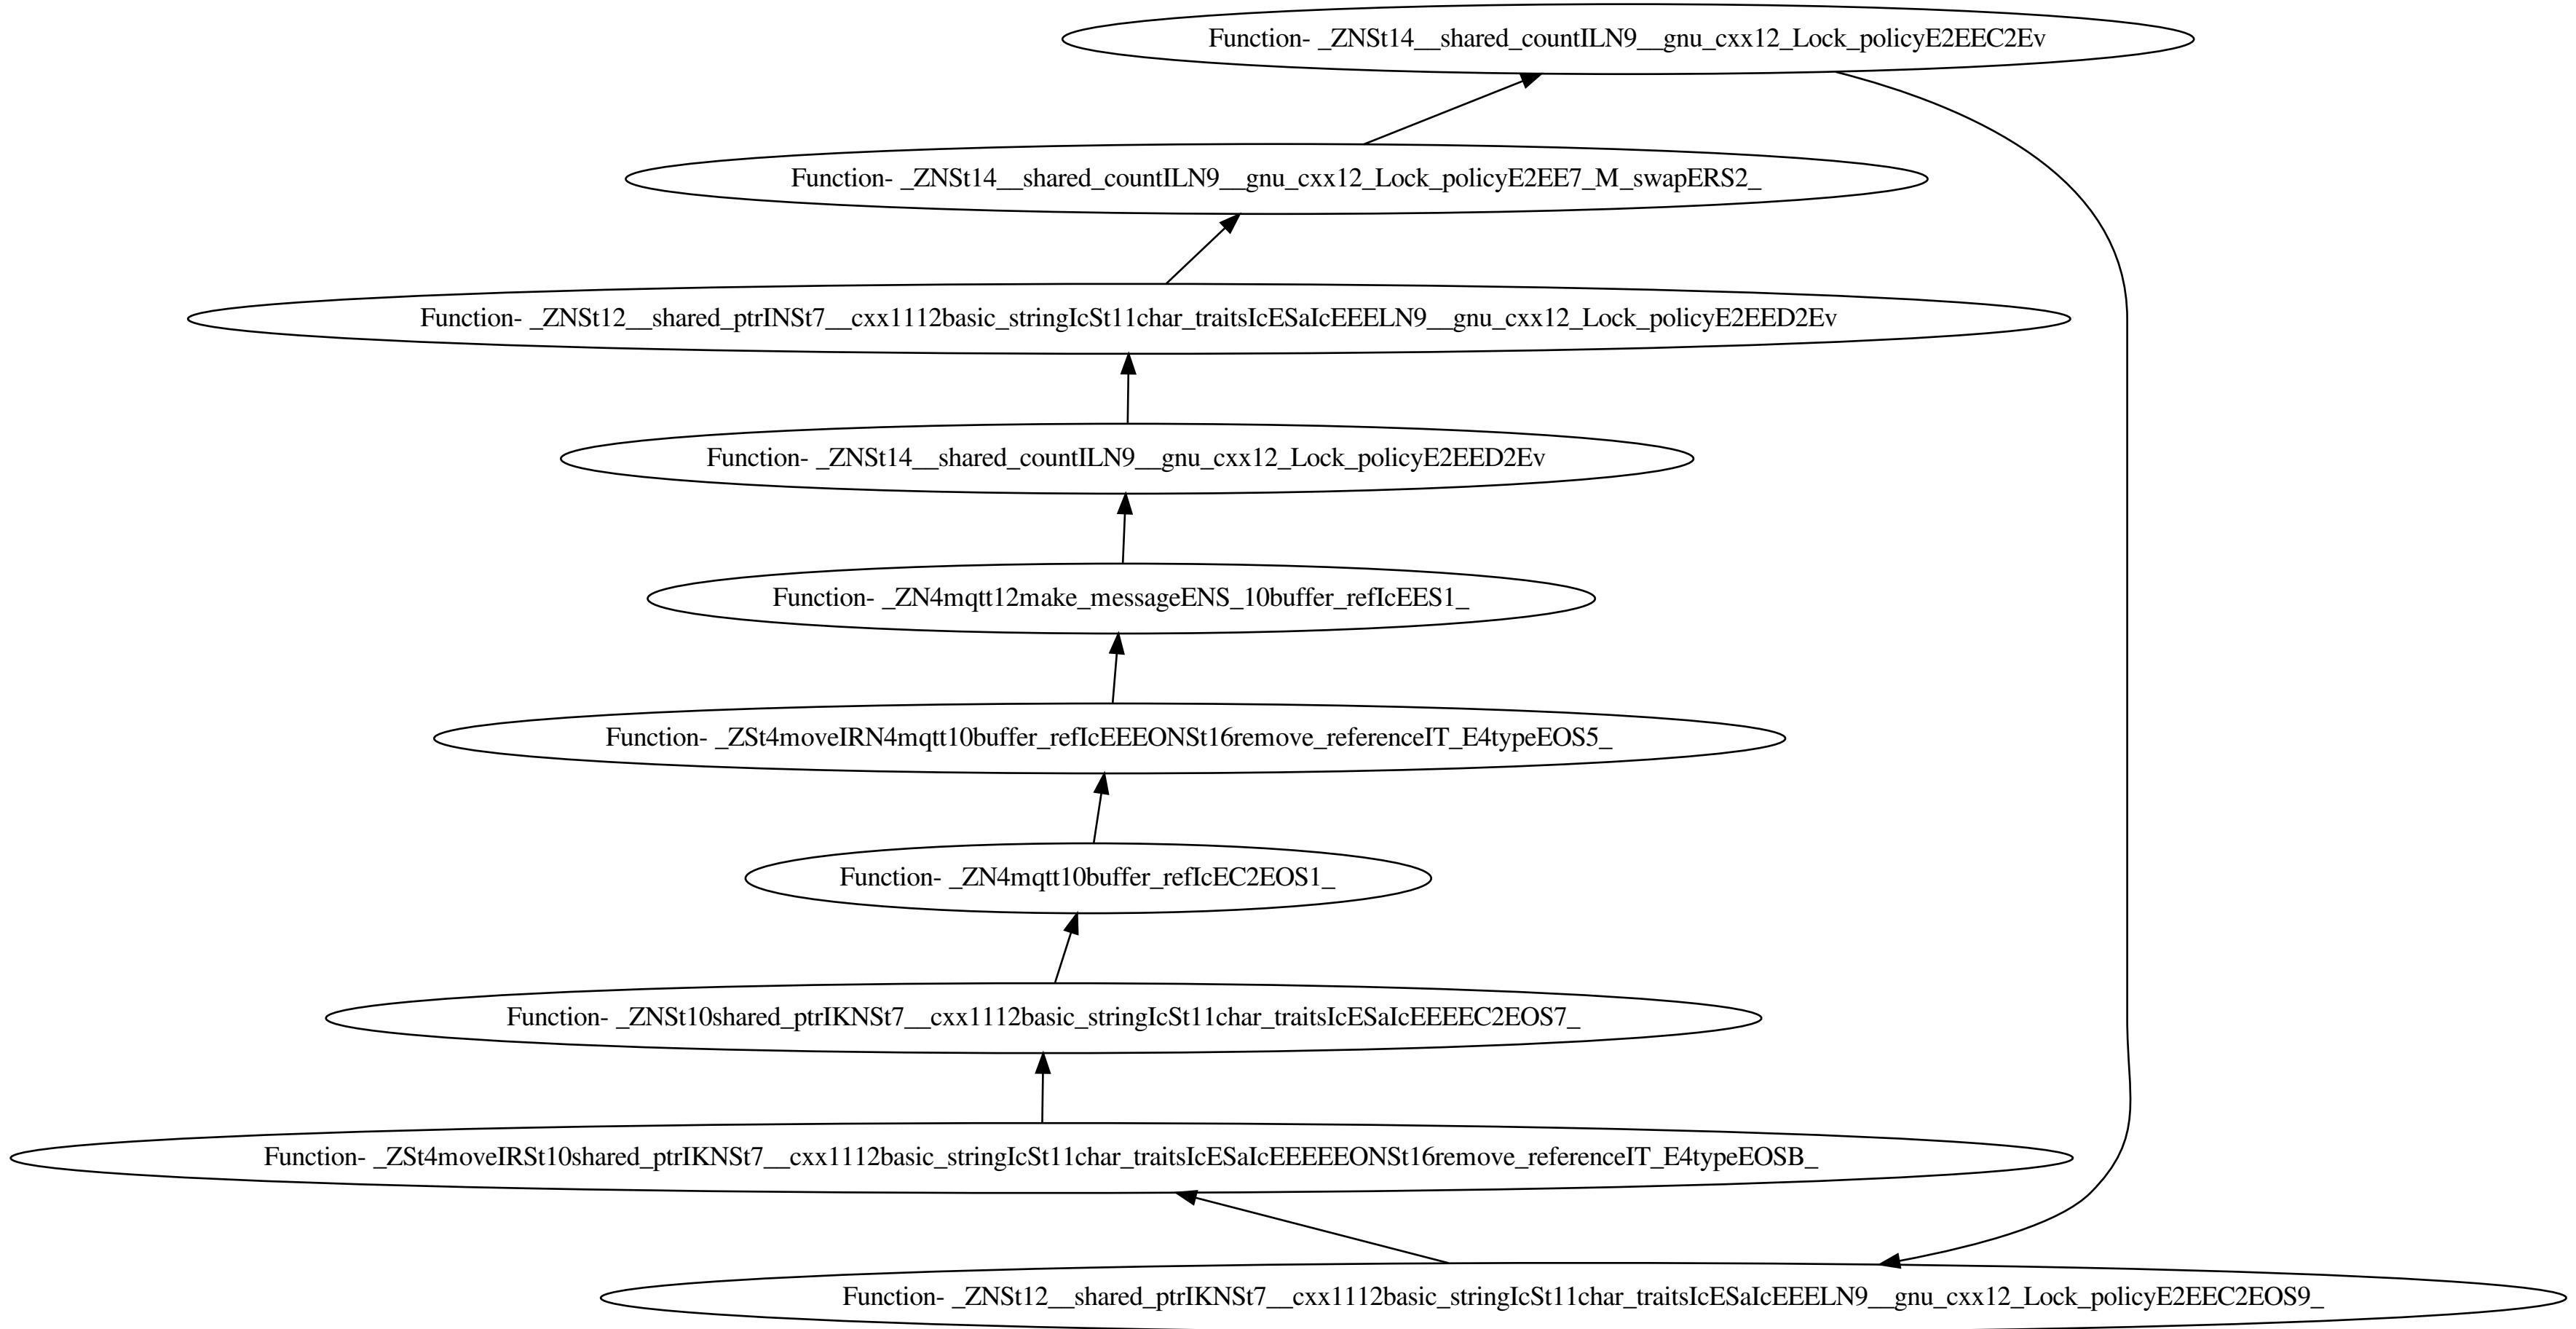 Function- _ZNSt14__shared_countILN9__gnu_cxx12_Lock_policyE2EEC2Ev
Function- _ZNSt14__shared_countILN9__gnu_cxx12_Lock_policyE2EE7_M_swapERS2_
Function- _ZNSt12__shared_ptrINSt7__cxx1112basic_stringIcSt11char_traitsIcESaIcEEELN9__gnu_cxx12_Lock_policyE2EED2Ev
Function- _ZNSt14__shared_countILN9__gnu_cxx12_Lock_policyE2EED2Ev
Function- _ZN4mqtt12make_messageENS_10buffer_refIcEES1_
Function- _ZSt4moveIRN4mqtt10buffer_refIcEEEONSt16remove_referenceIT_E4typeEOS5_
Function- _ZN4mqtt10buffer_refIcEC2EOS1_
Function- _ZNSt10shared_ptrIKNSt7__cxx1112basic_stringIcSt11char_traitsIcESaIcEEEEC2EOS7_
Function- _ZSt4moveIRSt10shared_ptrIKNSt7__cxx1112basic_stringIcSt11char_traitsIcESaIcEEEEEONSt16remove_referenceIT_E4typeEOSB_
Function- _ZNSt12__shared_ptrIKNSt7__cxx1112basic_stringIcSt11char_traitsIcESaIcEEELN9__gnu_cxx12_Lock_policyE2EEC2EOS9_